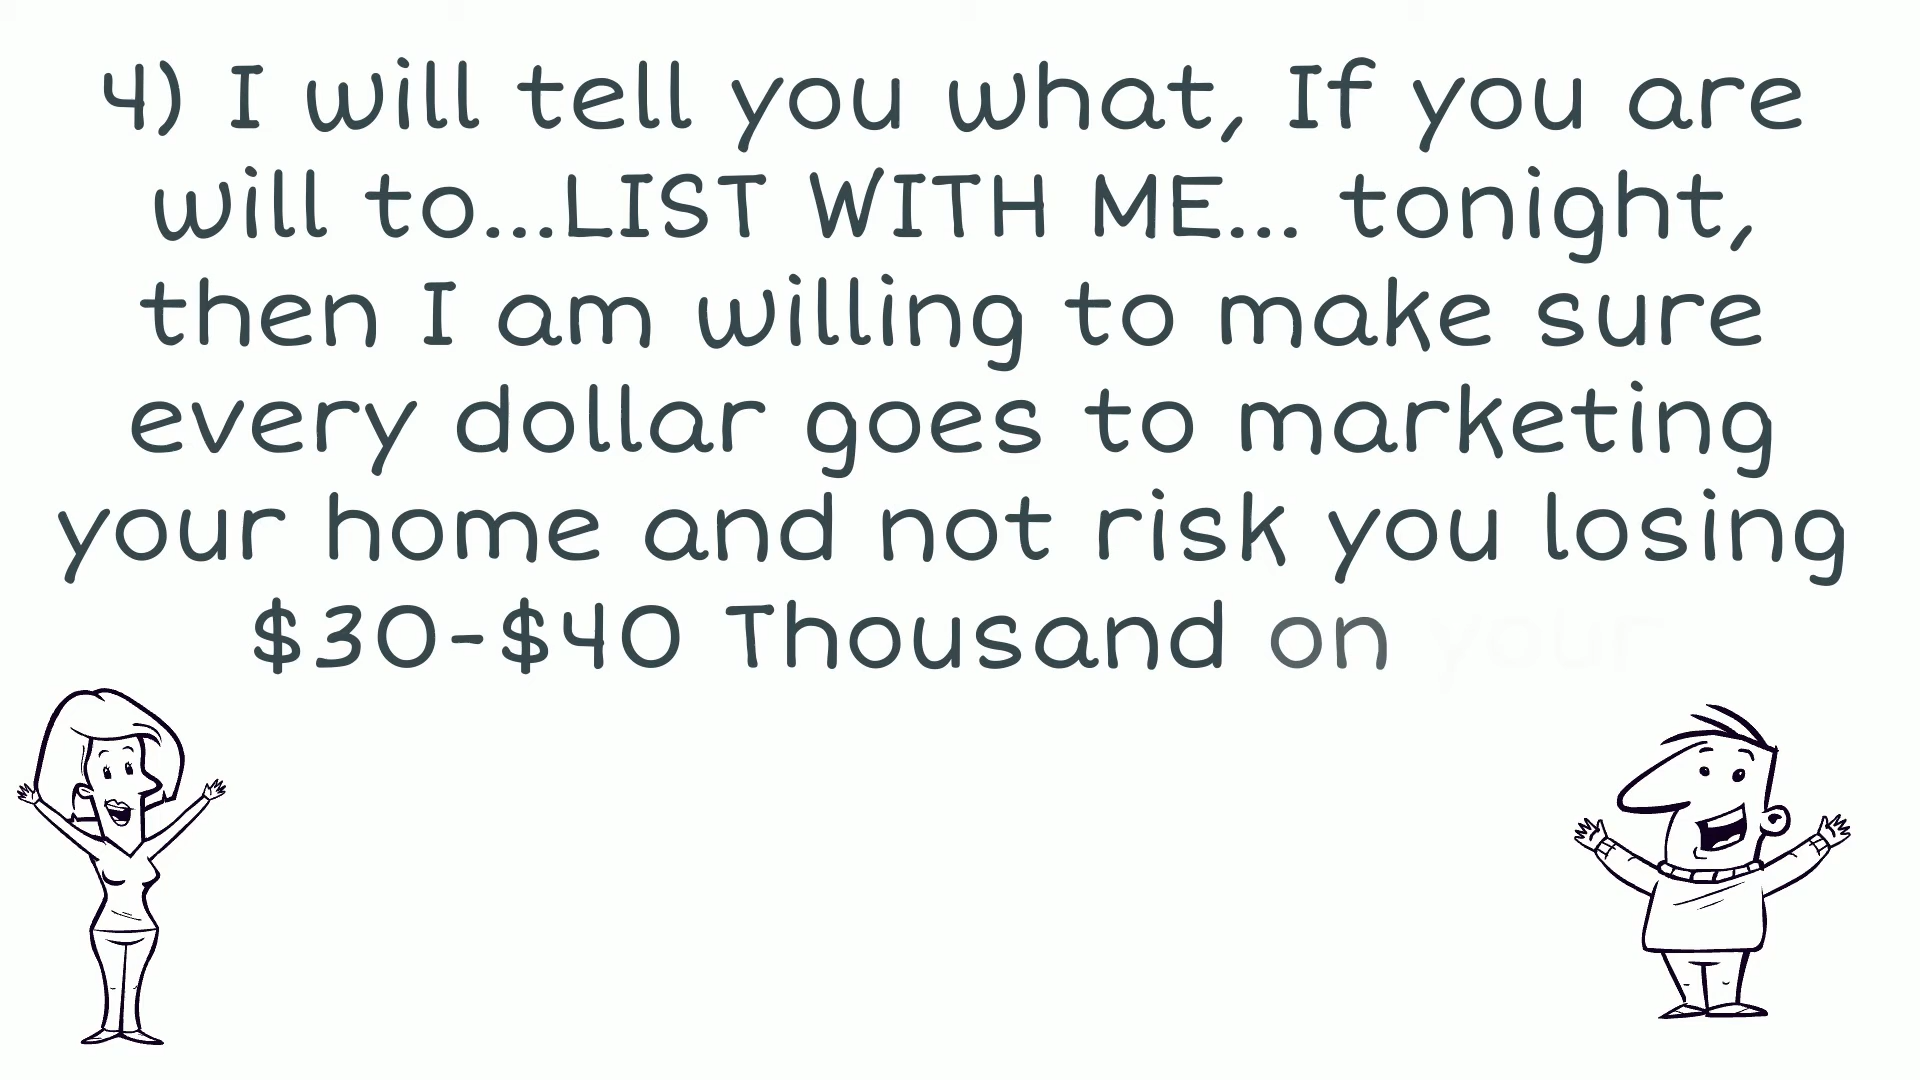 4) I will tell you what, If you are
will to...LIST WITH ME... tonight,
then I am willing to make sure
every dollar goes to marketing
your home and not risk you losing
$30-$40 Thousand on your